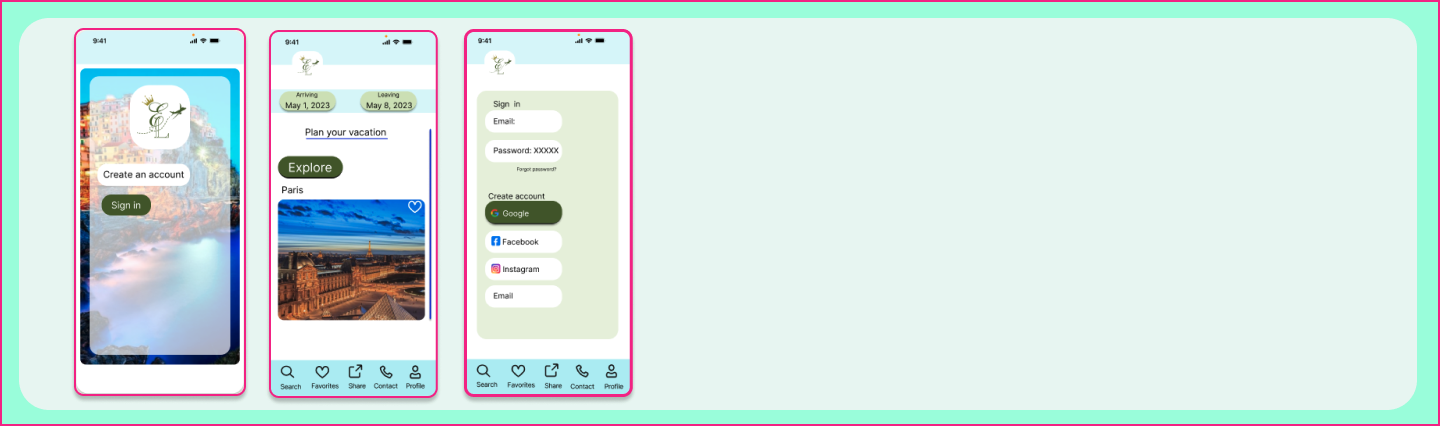 9:41
EL
Create an account
Sign in
9:41
EL
Arriving
May 1, 2023
Leaving
May 8, 2023
Plan your vacation
Explore
Paris
Search
Favorites
Share
Contact
Profile
9:41
EL
Sign in
Email:
Password: XXXXX
Forgot password?
Create account
Google
Facebook
Instagram
Email
Search
Favorites
Share
Contact
Profile